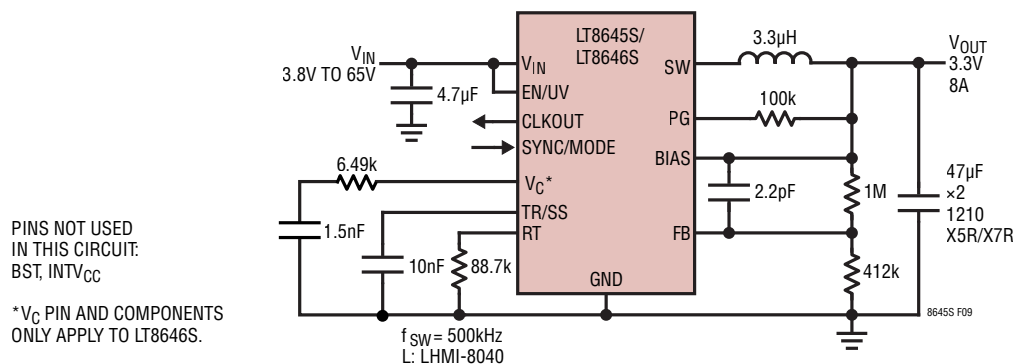 LT8645S/
LT8646S
V_IN
3.8V TO 65V
4.7µF
V_IN
EN/UV
CLKOUT
SYNC/MODE
V_C*
TR/SS
RT
GND
SW
PG
BIAS
FB
3.3µH
100k
2.2pF
1M
412k
V_OUT
3.3V
8A
47µF
×2
1210
X5R/X7R
6.49k
1.5nF
10nF
88.7k
f_SW = 500kHz
L: LHMI-8040
PINS NOT USED
IN THIS CIRCUIT:
BST, INTV_CC
*V_C PIN AND COMPONENTS
ONLY APPLY TO LT8646S.
8645S F09